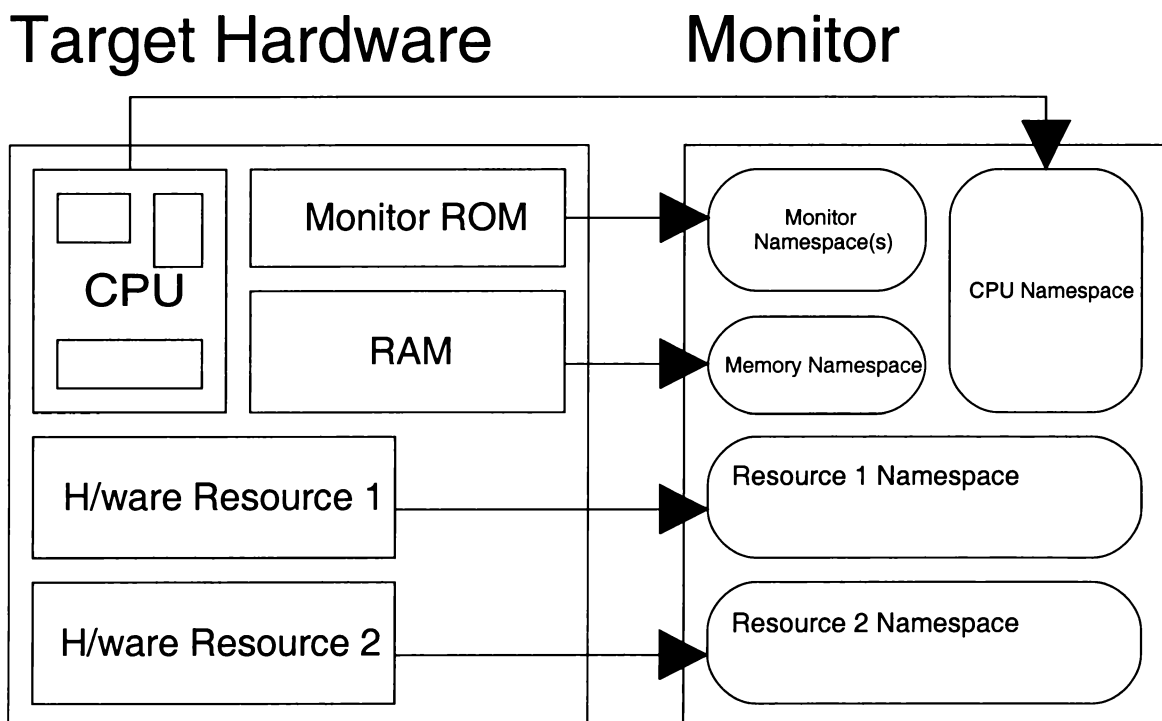 Target Hardware
Monitor
CPU
Monitor ROM
RAM
H/ware Resource 1
H/ware Resource 2
Monitor
Namespace(s)
CPU Namespace
Memory Namespace
Resource 1 Namespace
Resource 2 Namespace